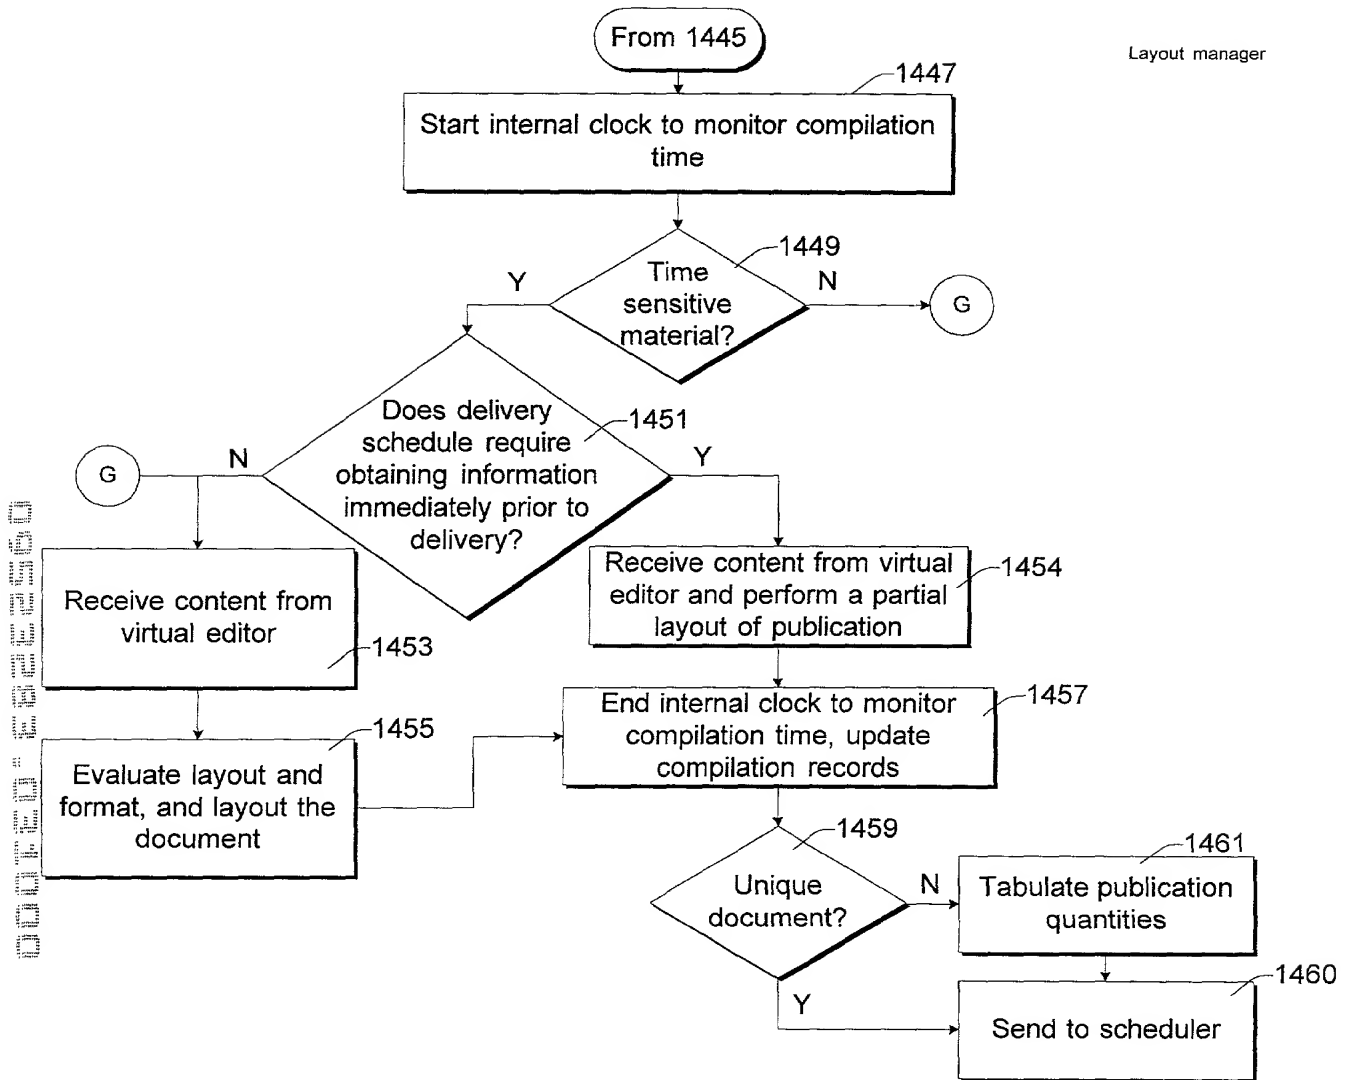 From 1445
Layout manager
1447
Start internal clock to monitor compilation
time
1449
Time
sensitive
material?
Y
N
G
Does delivery
schedule require
obtaining information
immediately prior to
delivery?
1451
G
N
Y
Receive content from
virtual editor
1453
Receive content from virtual
editor and perform a partial
layout of publication
1454
1455
Evaluate layout and
format, and layout the
document
End internal clock to monitor
compilation time, update
compilation records
1457
1459
Unique
document?
N
Y
1461
Tabulate publication
quantities
1460
Send to scheduler
09523283.031000